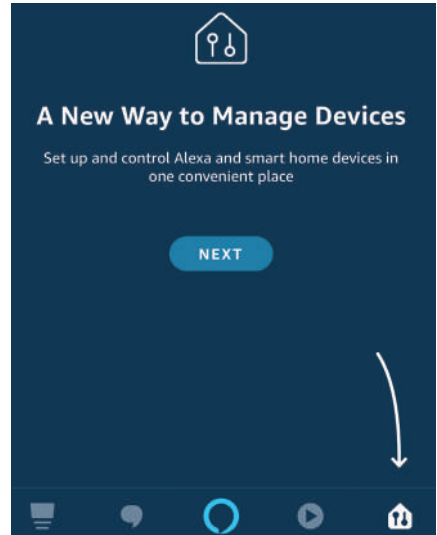 A New Way to Manage Devices
Set up and control Alexa and smart home devices in
one convenient place
NEXT